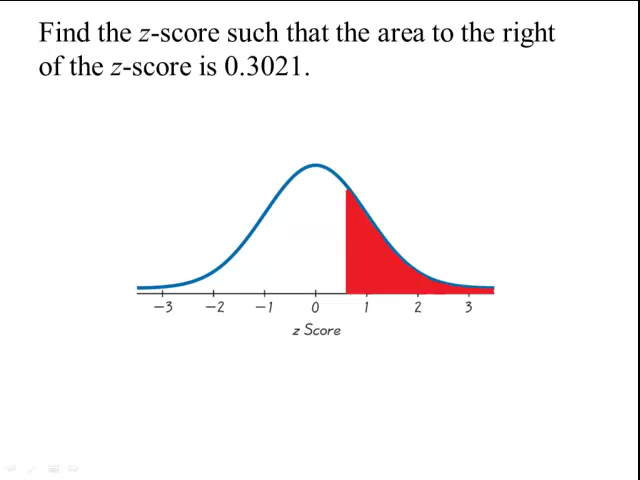 Find the z-score such that the area to the right
of the z-score is 0.3021.
−3 −2 −1 0 1 2 3
z Score